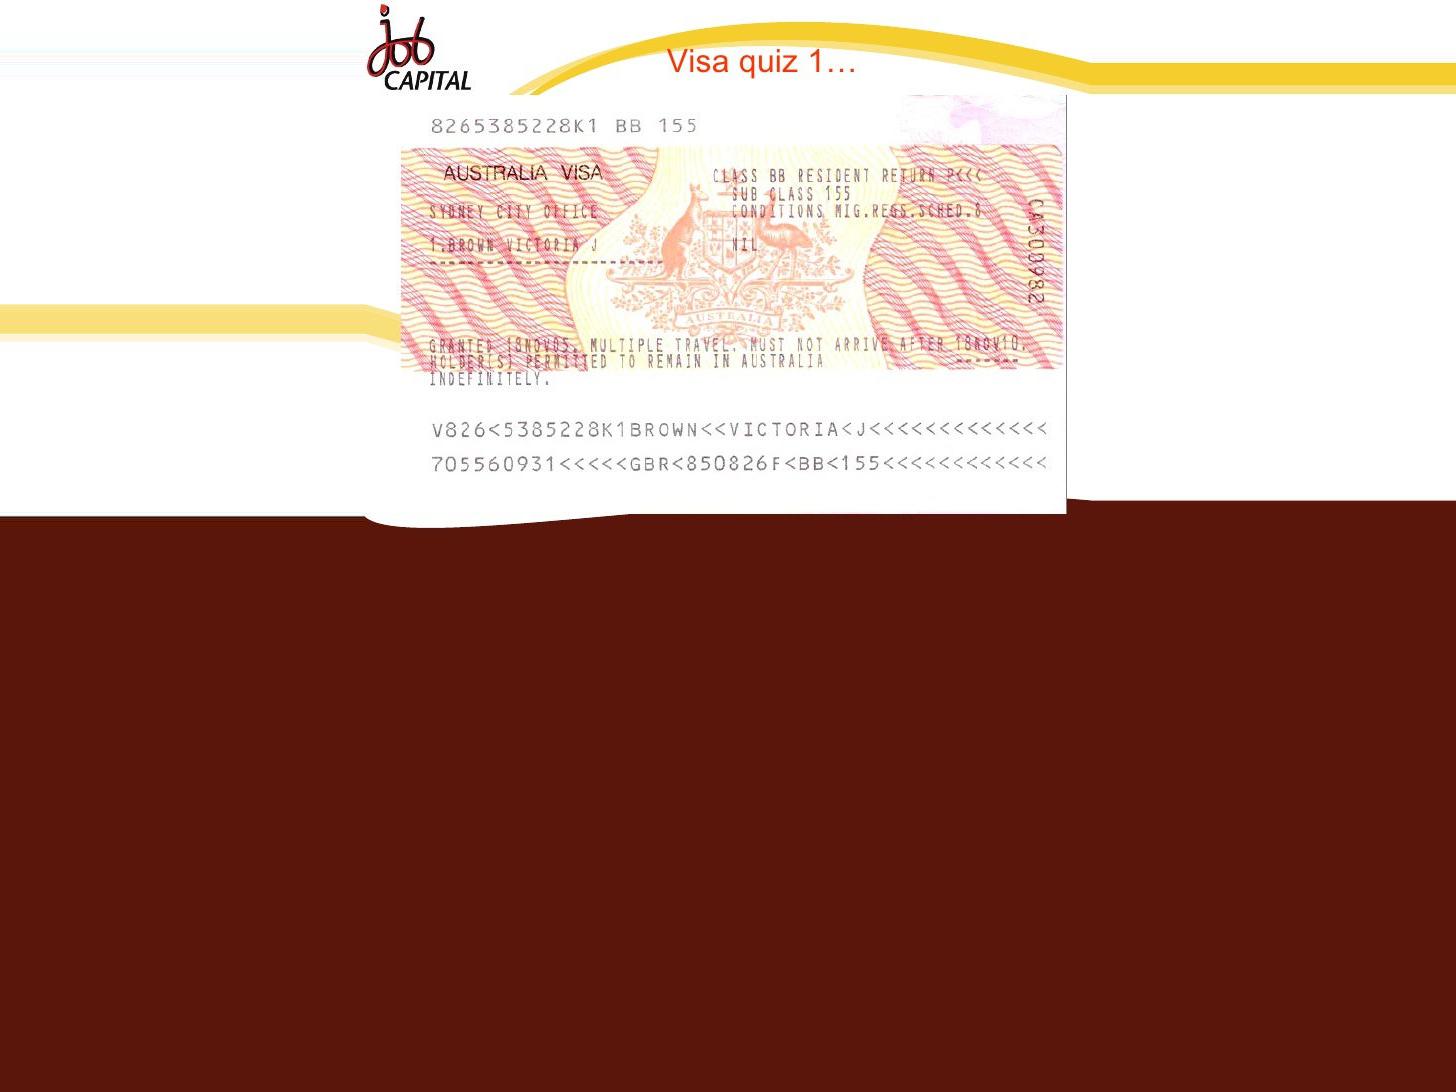 job
CAPITAL
Visa quiz 1…
8265385228K1 BB 155
AUSTRALIA VISA
CLASS BB RESIDENT RETURN P<<<
SUB CLASS 155
SYDNEY CITY OFFICE
CONDITIONS MIG.REGS.SCHED.8
1.BROWN VICTORIA J
NIL
CA300982
AUSTRALIA
GRANTED 18NOV05. MULTIPLE TRAVEL. MUST NOT ARRIVE AFTER 18NOV10.
HOLDER(S) PERMITTED TO REMAIN IN AUSTRALIA
INDEFINITELY.
V826<5385228K1BROWN<<VICTORIA<J<<<<<<<<<<<<<
705560931<<<<<GBR<850826F<BB<155<<<<<<<<<<<<